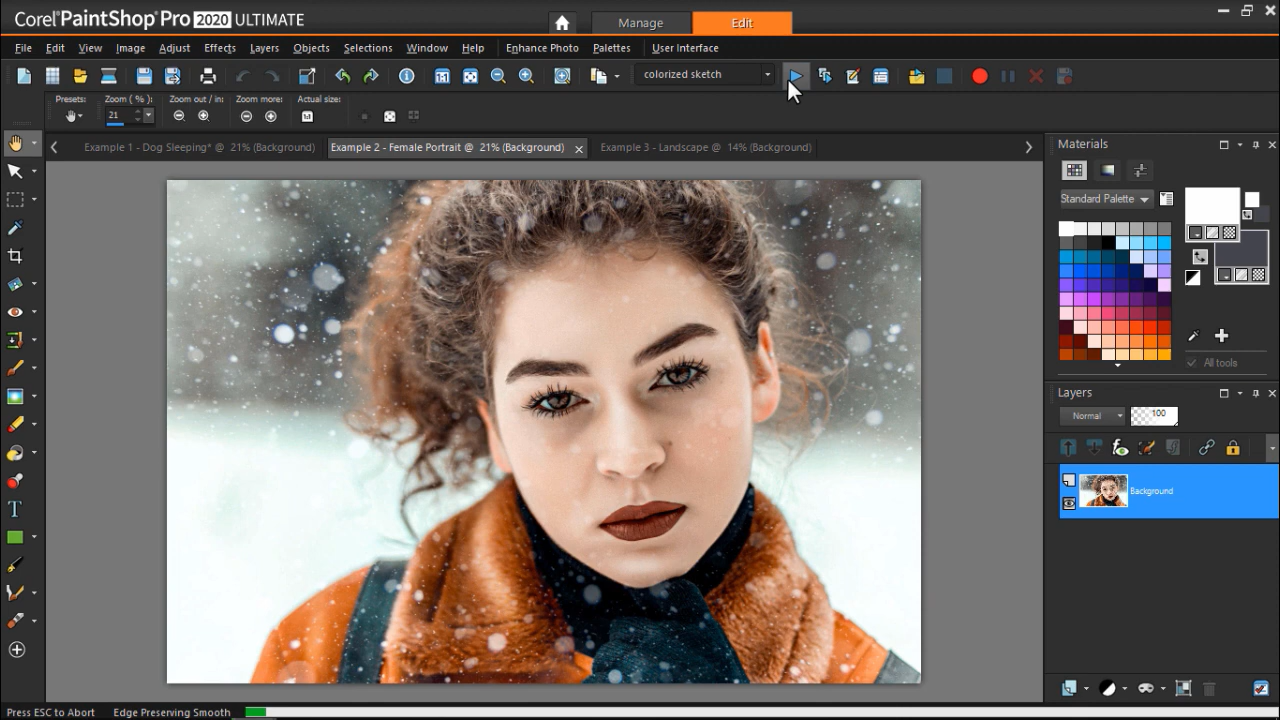 Corel PaintShop Pro 2020 ULTIMATE
Manage
Edit
File Edit View Image Adjust Effects Layers Objects Selections Window Help Enhance Photo Palettes User Interface
colorized sketch
Presets: Zoom ( % ): Zoom out / in: Zoom more: Actual size:
21
Example 1 - Dog Sleeping* @ 21% (Background)
Example 2 - Female Portrait @ 21% (Background)
Example 3 - Landscape @ 14% (Background)
Materials
Standard Palette
All tools
Layers
Normal 100
Background
Press ESC to Abort Edge Preserving Smooth